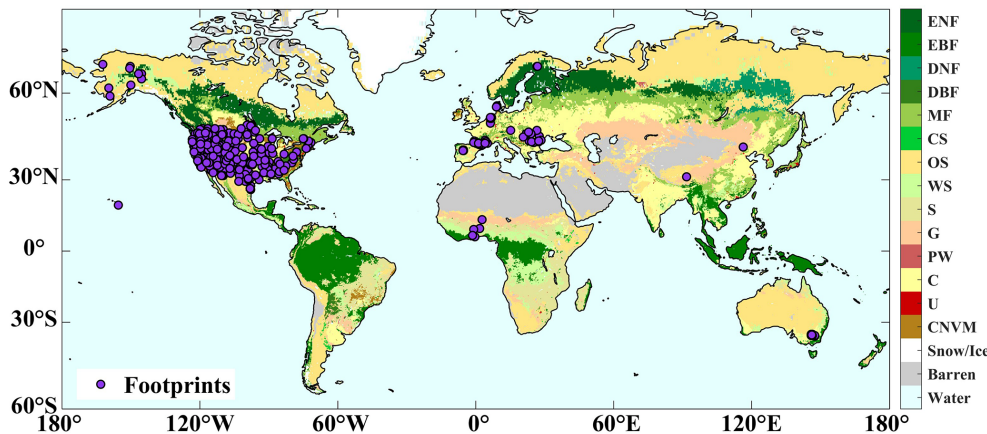 60°N
30°N
0°
30°S
60°S
180°
120°W
60°W
0°
60°E
120°E
180°
Footprints
ENF
EBF
DNF
DBF
MF
CS
OS
WS
S
G
PW
C
U
CNVM
Snow/Ice
Barren
Water